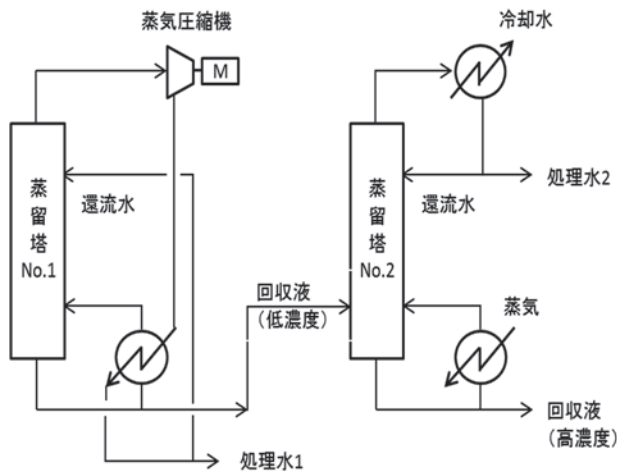 蒸気圧縮機
M
蒸留塔
No.1
還流水
処理水1
回収液
(低濃度)
冷却水
処理水2
蒸留塔
No.2
還流水
蒸気
回収液
(高濃度)